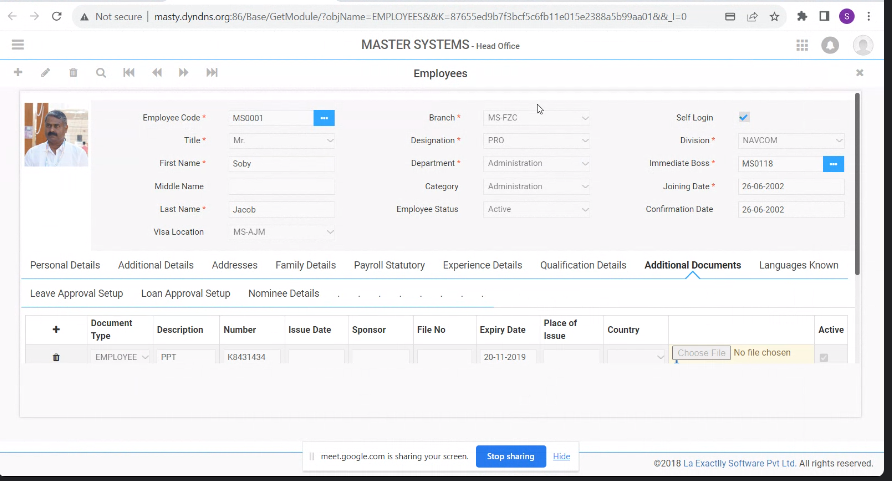 Not secure | masty.dyndns.org:86/Base/GetModule/?objName=EMPLOYEES&&K=87655ed9b7f3bcf5c6fb11e015e2388a5b99aa01&&_I=0
S
MASTER SYSTEMS - Head Office
Employees
Employee Code * MS0001 Branch * MS FZC Self Login
Title * Mr. Designation * PRO Division * NAVCOM
First Name * Soby Department * Administration Immediate Boss * MS0118
Middle Name Category Administration Joining Date * 26-06-2002
Last Name * Jacob Employee Status Active Confirmation Date 26-06-2002
Visa Location MS-AJM
Personal Details Additional Details Addresses Family Details Payroll Statutory Experience Details Qualification Details Additional Documents Languages Known
Leave Approval Setup Loan Approval Setup Nominee Details . . . . . . . .
Document Type Description Number Issue Date Sponsor File No Expiry Date Place of Issue Country Active
EMPLOYEE PPT K8431434 20-11-2019 Choose File No file chosen
meet.google.com is sharing your screen. Stop sharing Hide
©2018 La Exactlly Software Pvt Ltd. All rights reserved.